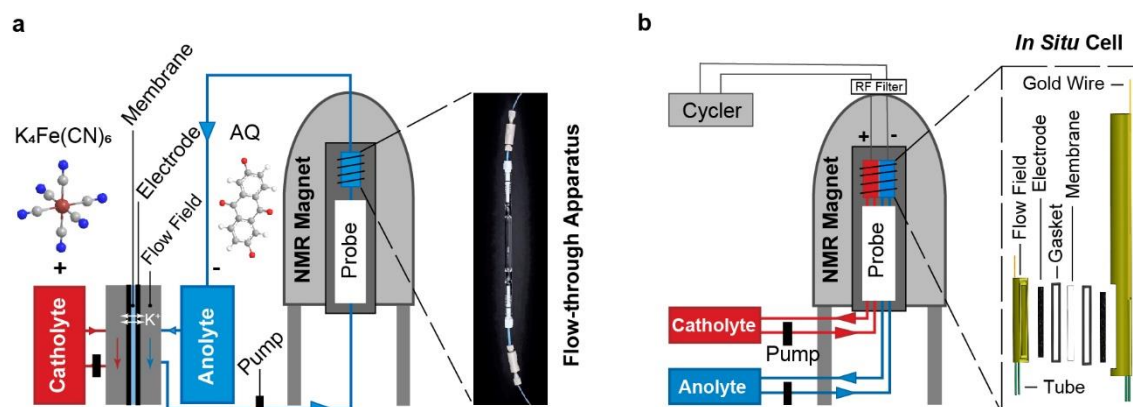 a
K₄Fe(CN)₆
Membrane
Electrode
Flow Field
AQ
+
-
K⁺
Catholyte
Anolyte
Pump
NMR Magnet
Probe
Flow-through Apparatus
b
In Situ Cell
Cycler
RF Filter
+ -
NMR Magnet
Probe
Catholyte
Pump
Anolyte
Gold Wire
Flow Field
Electrode
Gasket
Membrane
Tube